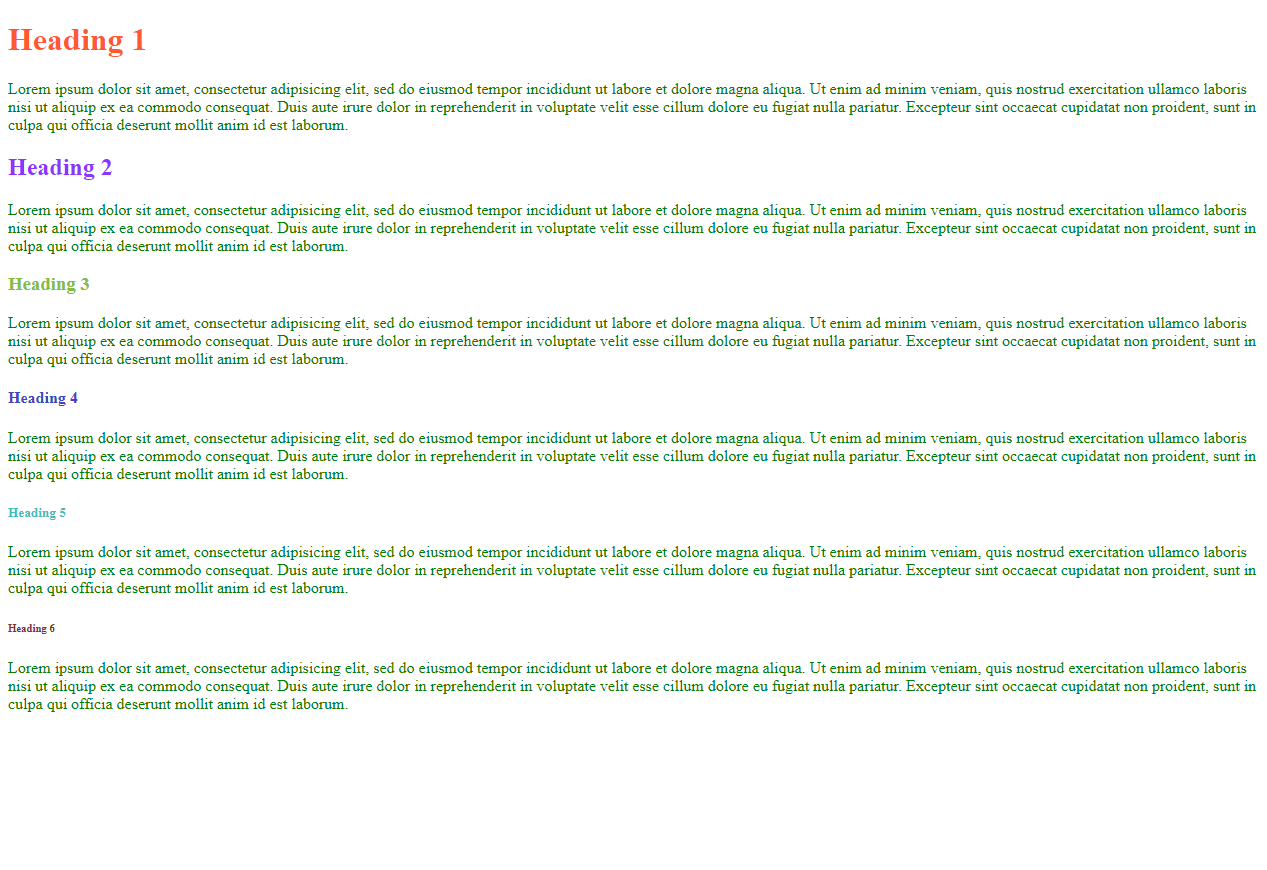 Heading 1
Lorem ipsum dolor sit amet, consectetur adipisicing elit, sed do eiusmod tempor incididunt ut labore et dolore magna aliqua. Ut enim ad minim veniam, quis nostrud exercitation ullamco laboris
nisi ut aliquip ex ea commodo consequat. Duis aute irure dolor in reprehenderit in voluptate velit esse cillum dolore eu fugiat nulla pariatur. Excepteur sint occaecat cupidatat non proident, sunt in
culpa qui officia deserunt mollit anim id est laborum.
Heading 2
Lorem ipsum dolor sit amet, consectetur adipisicing elit, sed do eiusmod tempor incididunt ut labore et dolore magna aliqua. Ut enim ad minim veniam, quis nostrud exercitation ullamco laboris
nisi ut aliquip ex ea commodo consequat. Duis aute irure dolor in reprehenderit in voluptate velit esse cillum dolore eu fugiat nulla pariatur. Excepteur sint occaecat cupidatat non proident, sunt in
culpa qui officia deserunt mollit anim id est laborum.
Heading 3
Lorem ipsum dolor sit amet, consectetur adipisicing elit, sed do eiusmod tempor incididunt ut labore et dolore magna aliqua. Ut enim ad minim veniam, quis nostrud exercitation ullamco laboris
nisi ut aliquip ex ea commodo consequat. Duis aute irure dolor in reprehenderit in voluptate velit esse cillum dolore eu fugiat nulla pariatur. Excepteur sint occaecat cupidatat non proident, sunt in
culpa qui officia deserunt mollit anim id est laborum.
Heading 4
Lorem ipsum dolor sit amet, consectetur adipisicing elit, sed do eiusmod tempor incididunt ut labore et dolore magna aliqua. Ut enim ad minim veniam, quis nostrud exercitation ullamco laboris
nisi ut aliquip ex ea commodo consequat. Duis aute irure dolor in reprehenderit in voluptate velit esse cillum dolore eu fugiat nulla pariatur. Excepteur sint occaecat cupidatat non proident, sunt in
culpa qui officia deserunt mollit anim id est laborum.
Heading 5
Lorem ipsum dolor sit amet, consectetur adipisicing elit, sed do eiusmod tempor incididunt ut labore et dolore magna aliqua. Ut enim ad minim veniam, quis nostrud exercitation ullamco laboris
nisi ut aliquip ex ea commodo consequat. Duis aute irure dolor in reprehenderit in voluptate velit esse cillum dolore eu fugiat nulla pariatur. Excepteur sint occaecat cupidatat non proident, sunt in
culpa qui officia deserunt mollit anim id est laborum.
Heading 6
Lorem ipsum dolor sit amet, consectetur adipisicing elit, sed do eiusmod tempor incididunt ut labore et dolore magna aliqua. Ut enim ad minim veniam, quis nostrud exercitation ullamco laboris
nisi ut aliquip ex ea commodo consequat. Duis aute irure dolor in reprehenderit in voluptate velit esse cillum dolore eu fugiat nulla pariatur. Excepteur sint occaecat cupidatat non proident, sunt in
culpa qui officia deserunt mollit anim id est laborum.